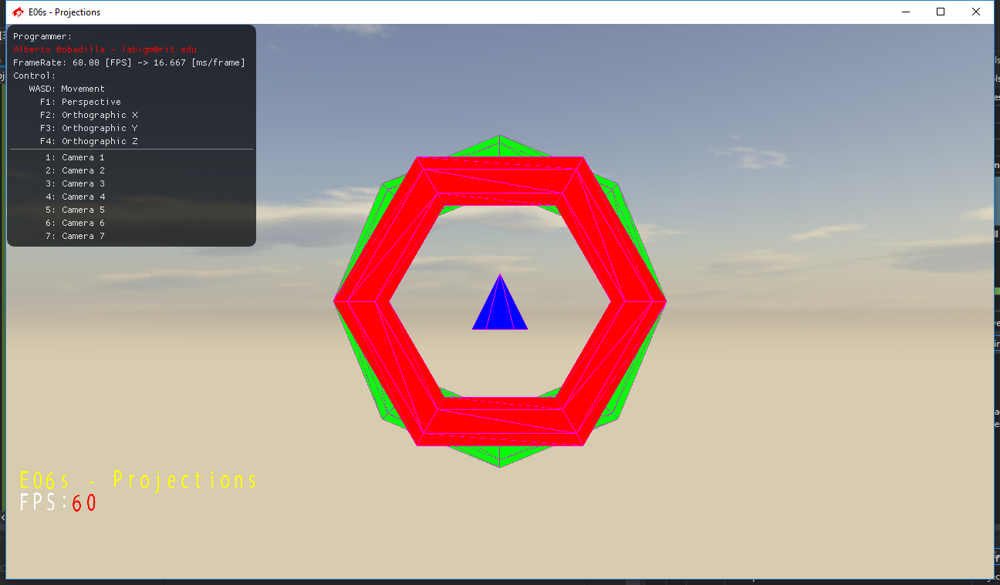 E06s - Projections
Programmer:
Alberto Bobadilla - labigm@rit.edu
FrameRate: 60.00 [FPS] -> 16.667 [ms/frame]
Control:
WASD: Movement
F1: Perspective
F2: Orthographic X
F3: Orthographic Y
F4: Orthographic Z
1: Camera 1
2: Camera 2
3: Camera 3
4: Camera 4
5: Camera 5
6: Camera 6
7: Camera 7
E06s - Projections
FPS:60